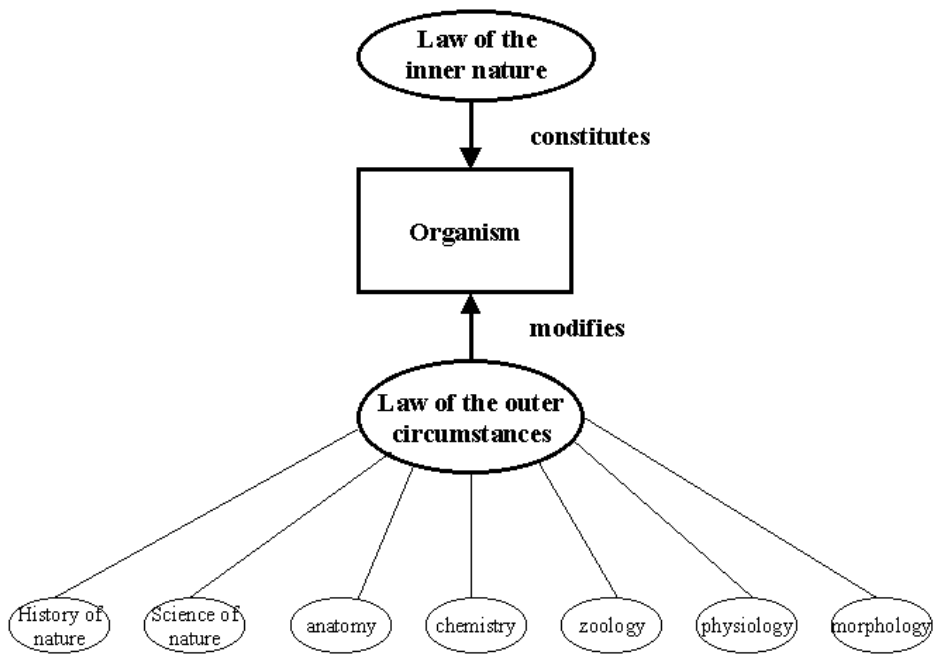 Law of the
inner nature
constitutes
Organism
modifies
Law of the outer
circumstances
History of
nature
Science of
nature
anatomy
chemistry
zoology
physiology
morphology